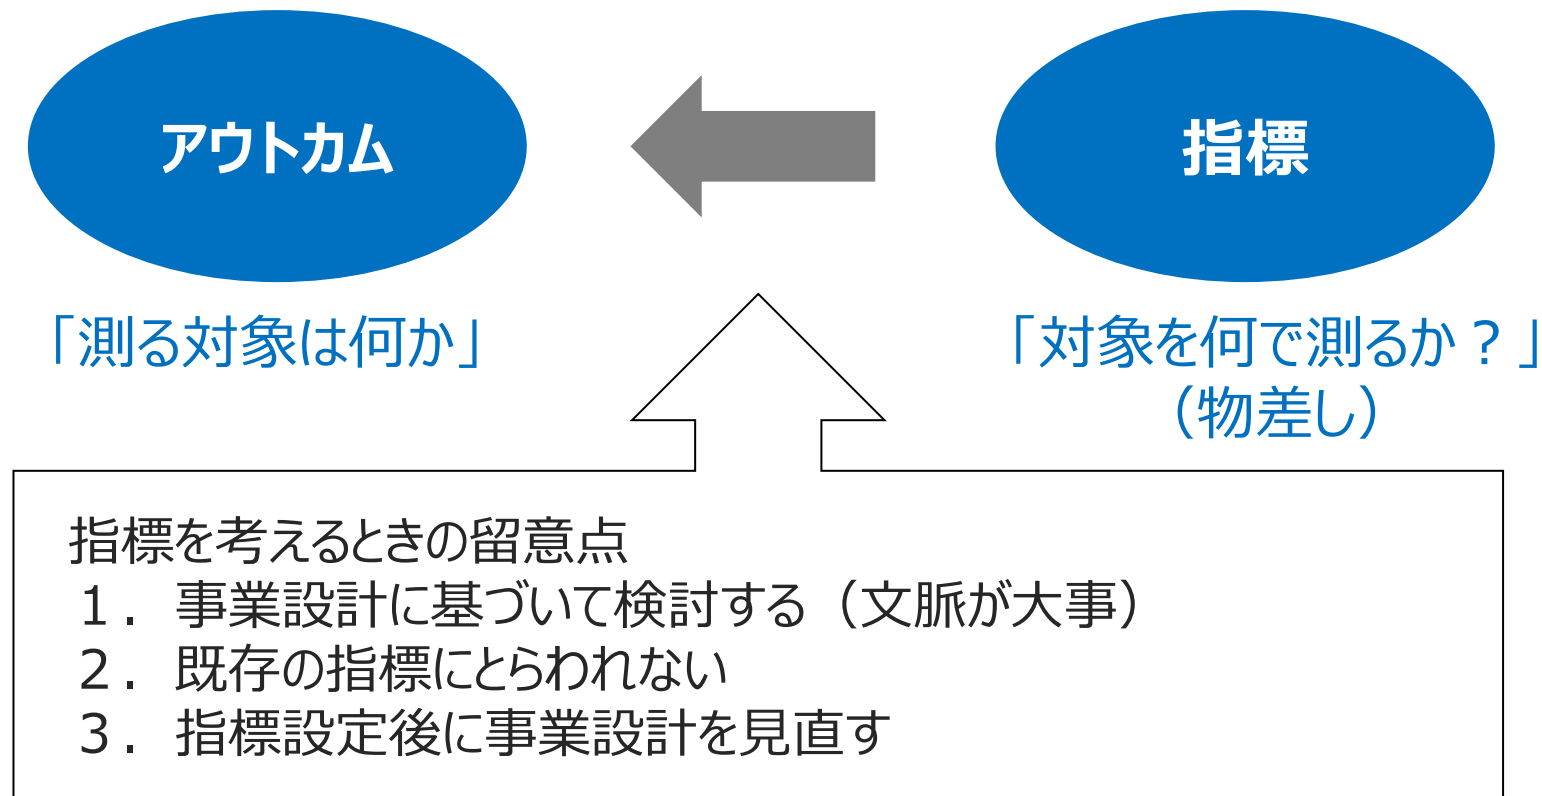 アウトカム
指標
「測る対象は何か」
「対象を何で測るか？」
（物差し）
指標を考えるときの留意点
１．事業設計に基づいて検討する（文脈が大事）
２．既存の指標にとらわれない
３．指標設定後に事業設計を見直す